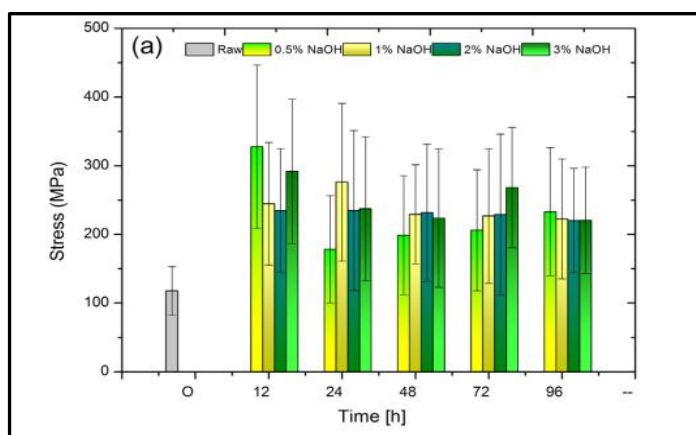 500
(a)
Raw 0.5% NaOH 1% NaOH 2% NaOH 3% NaOH
400
300
200
100
0
Stress (MPa)
O 12 24 48 72 96 --
Time [h]